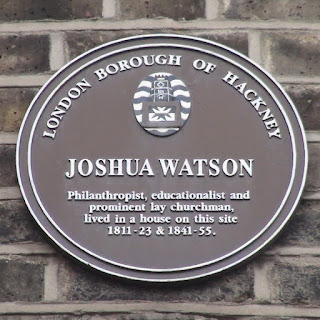 LONDON BOROUGH OF HACKNEY
JOSHUA WATSON
Philanthropist, educationalist and
prominent lay churchman,
lived in a house on this site
1811-23 & 1841-55.